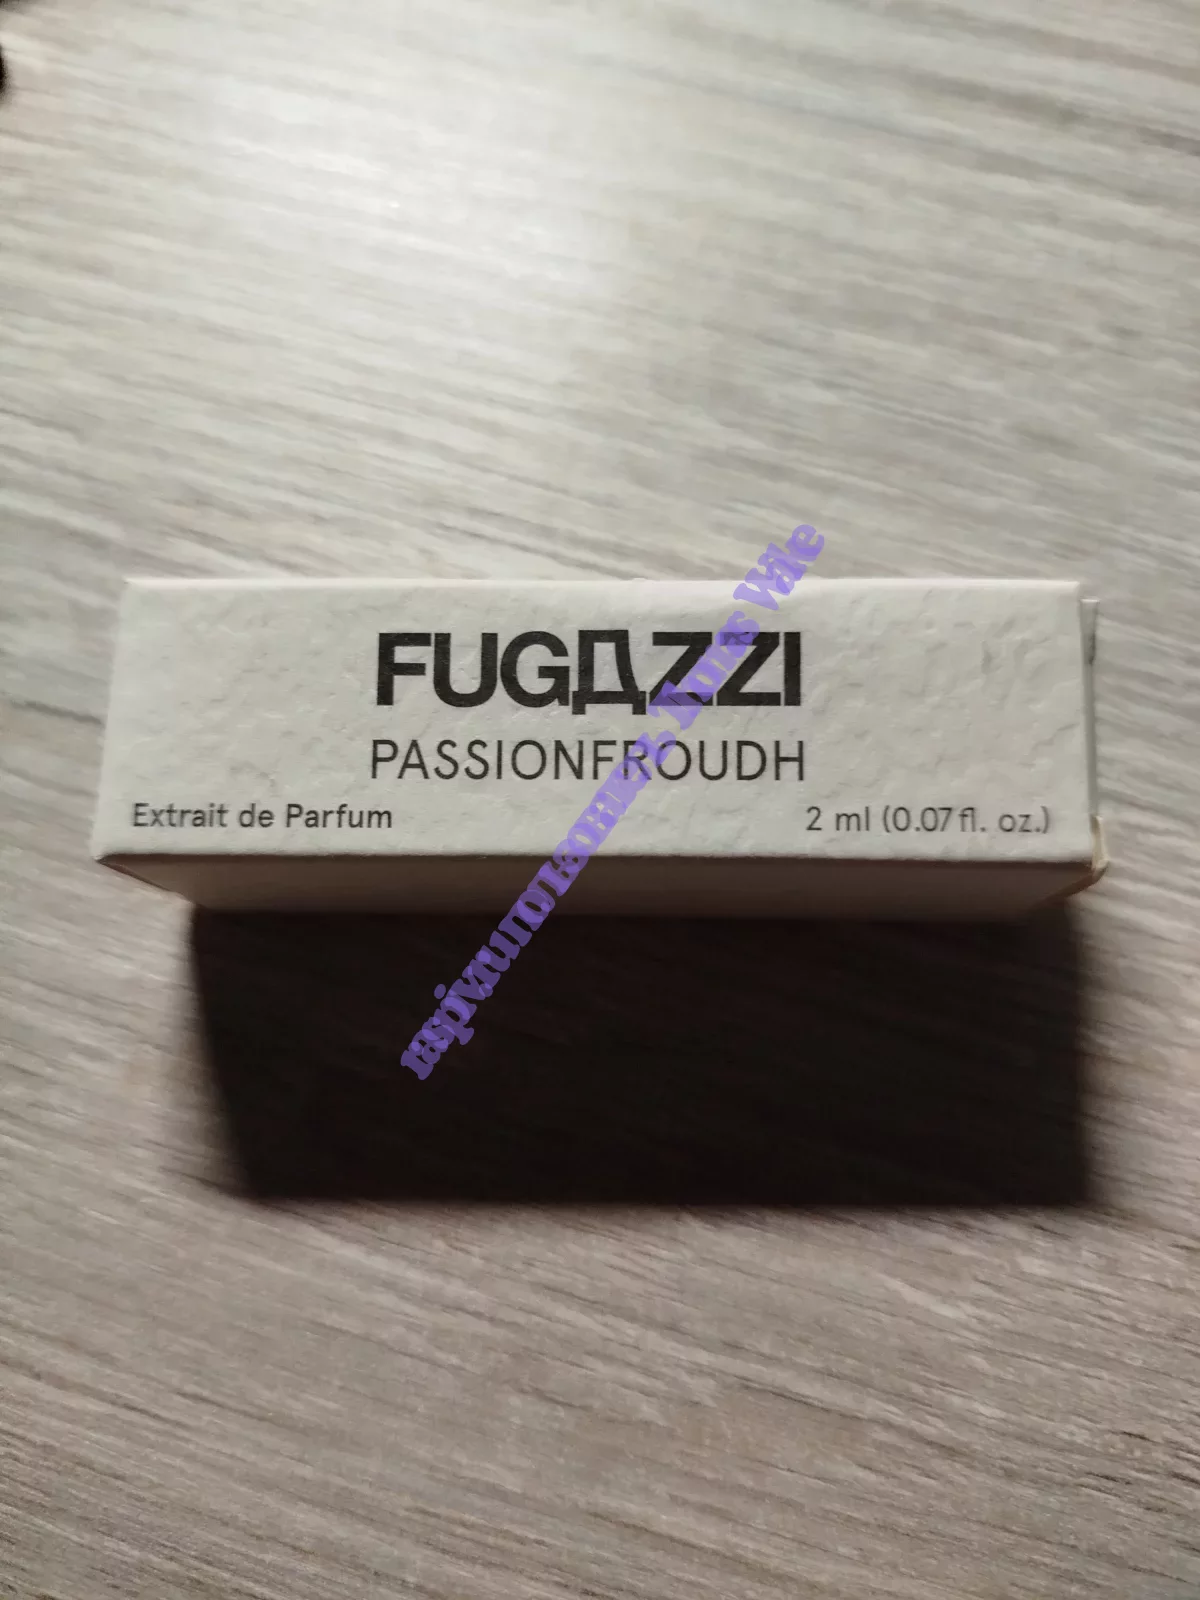 FUGAZZI
PASSIONFROUDH
Extrait de Parfum
2 ml (0.07 fl. oz.)